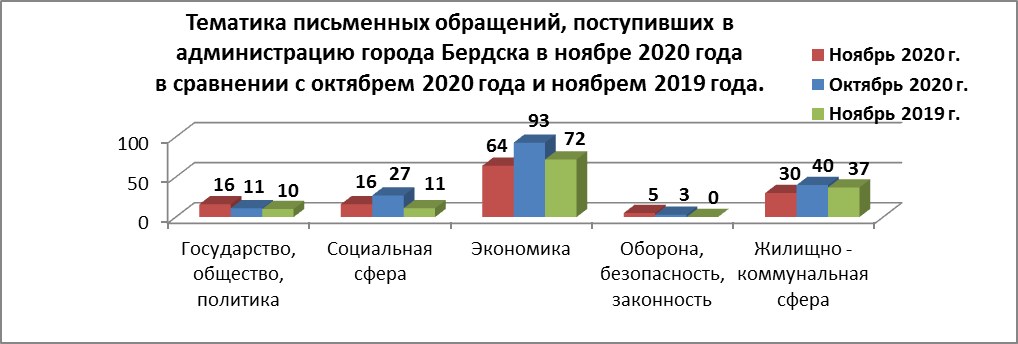 Тематика письменных обращений, поступивших в
администрацию города Бердска в ноябре 2020 года
в сравнении с октябрем 2020 года и ноябрем 2019 года.
Ноябрь 2020 г.
Октябрь 2020 г.
Ноябрь 2019 г.
100
50
0
16 11 10
16 27 11
64 93 72
5 3 0
30 40 37
Государство,
общество,
политика
Социальная
сфера
Экономика
Оборона,
безопасность,
законность
Жилищно -
коммунальная
сфера